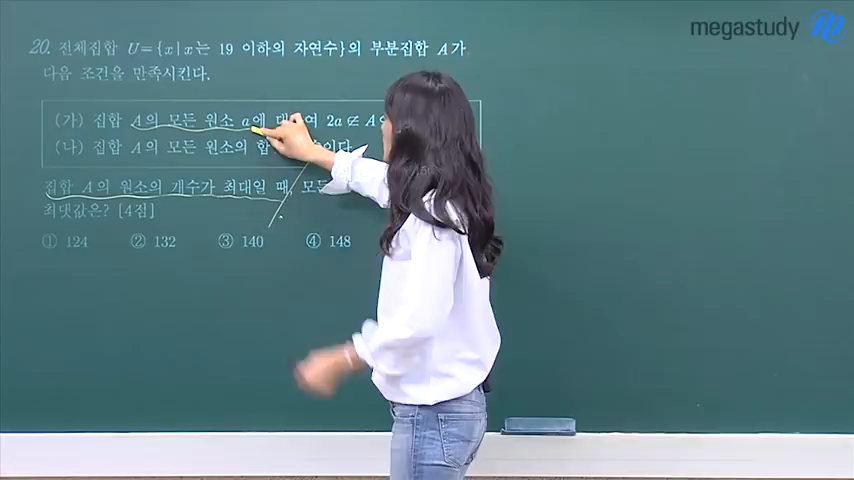 megastudy
20. 전체집합 U={x|x는 19 이하의 자연수}의 부분집합 A가
다음 조건을 만족시킨다.
(가) 집합 A의 모든 원소 a에 2a ∉ A
(나) 집합 A의 모든 원소의 합
집합 A의 원소의 개수가 최대일 때, 모든
최댓값은? [4점]
① 124 ② 132 ③ 140 ④ 148